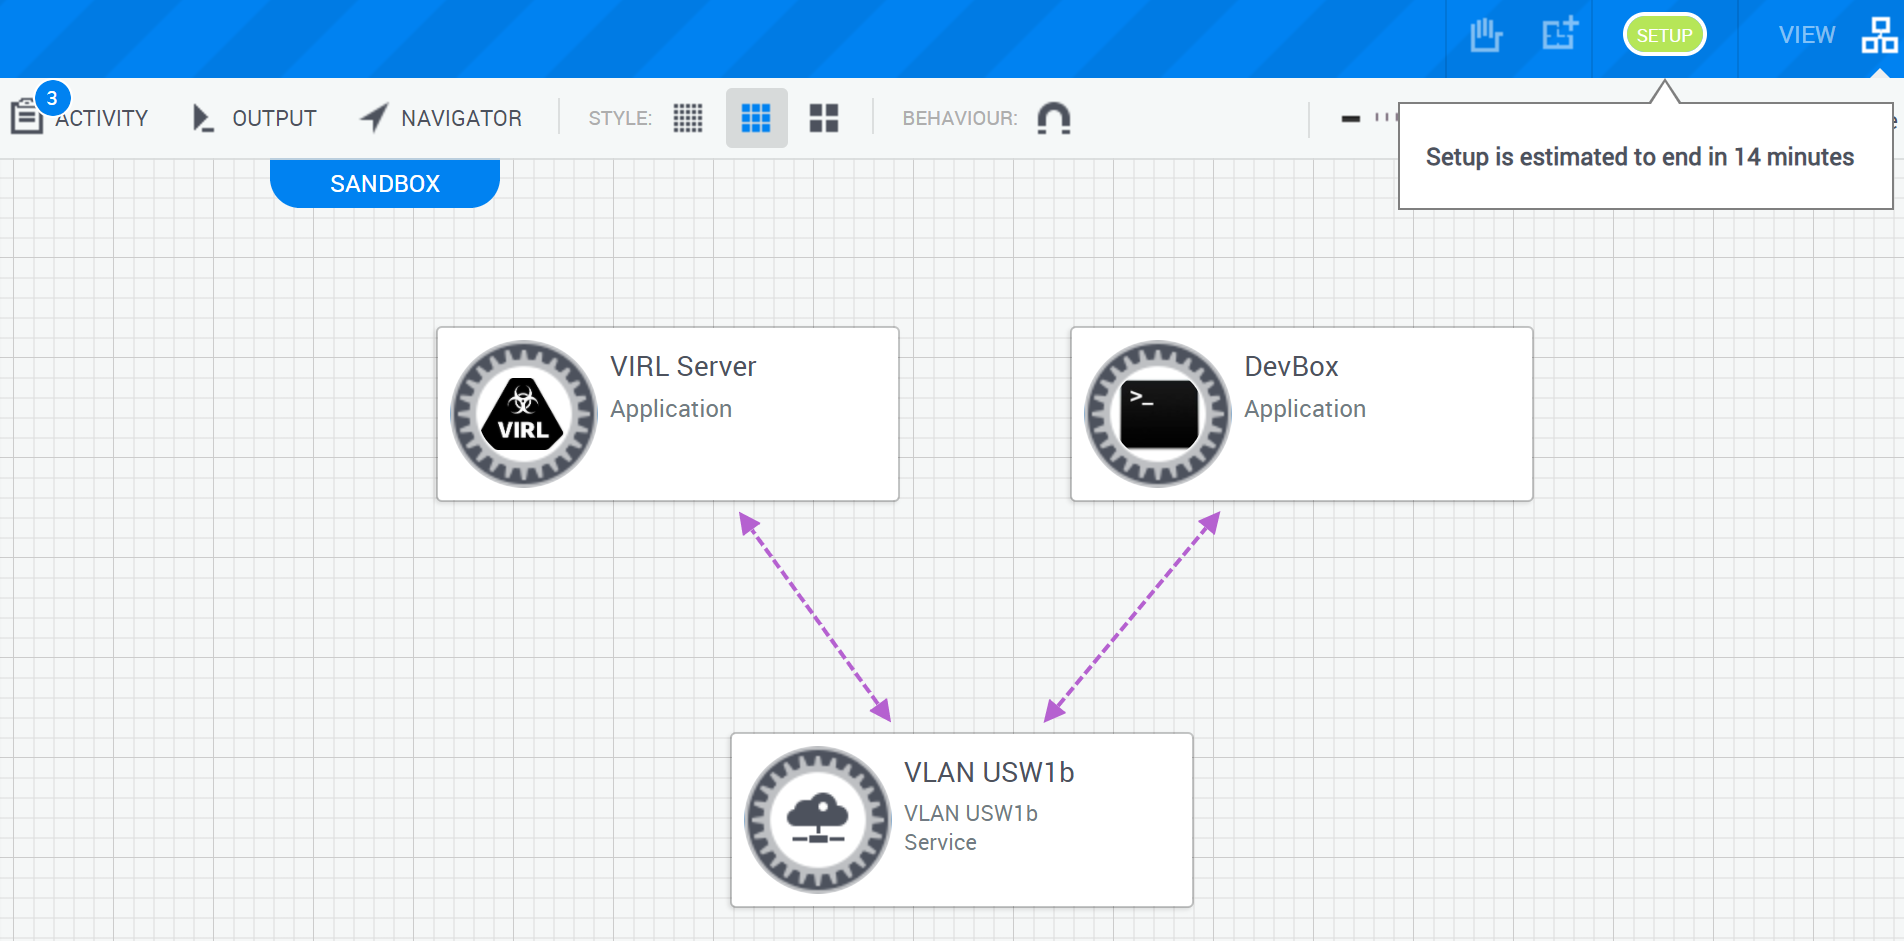 SETUP
VIEW
3
ACTIVITY
OUTPUT
NAVIGATOR
STYLE:
BEHAVIOUR:
Setup is estimated to end in 14 minutes
SANDBOX
VIRL Server
Application
VIRL
DevBox
Application
>_
VLAN USW1b
VLAN USW1b
Service